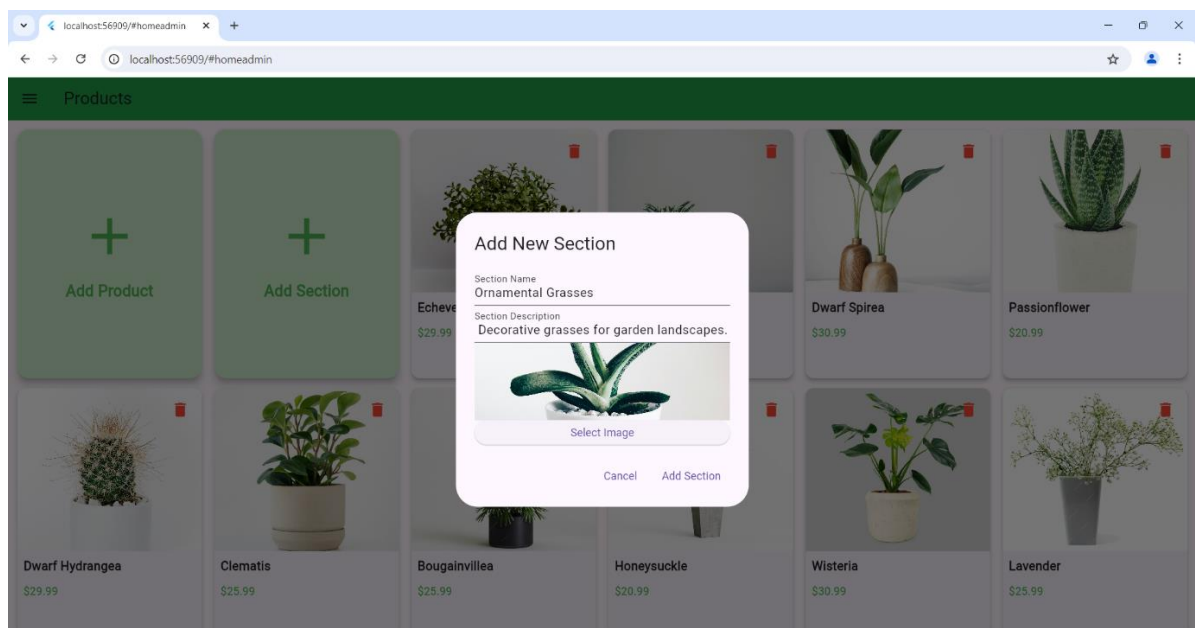 localhost:56909/#homeadmin
localhost:56909/#homeadmin
Products
Add Product
Add Section
Echeve
$29.99
Dwarf Spirea
$30.99
Passionflower
$20.99
Add New Section
Section Name
Ornamental Grasses
Section Description
Decorative grasses for garden landscapes.
Select Image
Cancel Add Section
Dwarf Hydrangea
$29.99
Clematis
$25.99
Bougainvillea
$25.99
Honeysuckle
$20.99
Wisteria
$30.99
Lavender
$25.99